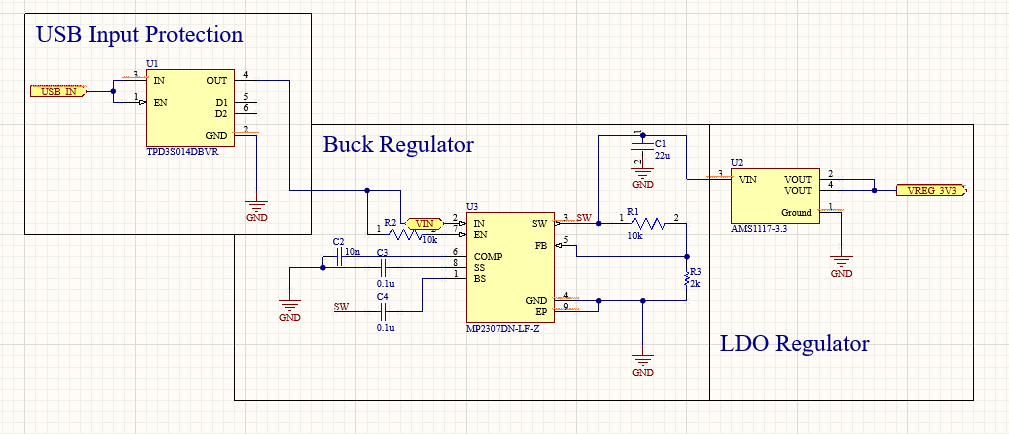 USB Input Protection
U1
USB_IN
3
IN
OUT
4
1
EN
D1
5
D2
6
GND
2
TPD3S014DBVR
GND
Buck Regulator
1
C1
22u
2
GND
U2
3
VIN
VOUT
2
VOUT
4
VREG_3V3
Ground
1
AMS1117-3.3
GND
U3
VIN
2
IN
SW
3
SW
R1
1
2
10k
R2
1
2
10k
7
EN
FB
5
C2
10n
6
COMP
C3
0.1u
8
SS
1
BS
R3
2k
GND
SW
C4
0.1u
GND
4
EP
9
MP2307DN-LF-Z
GND
LDO Regulator